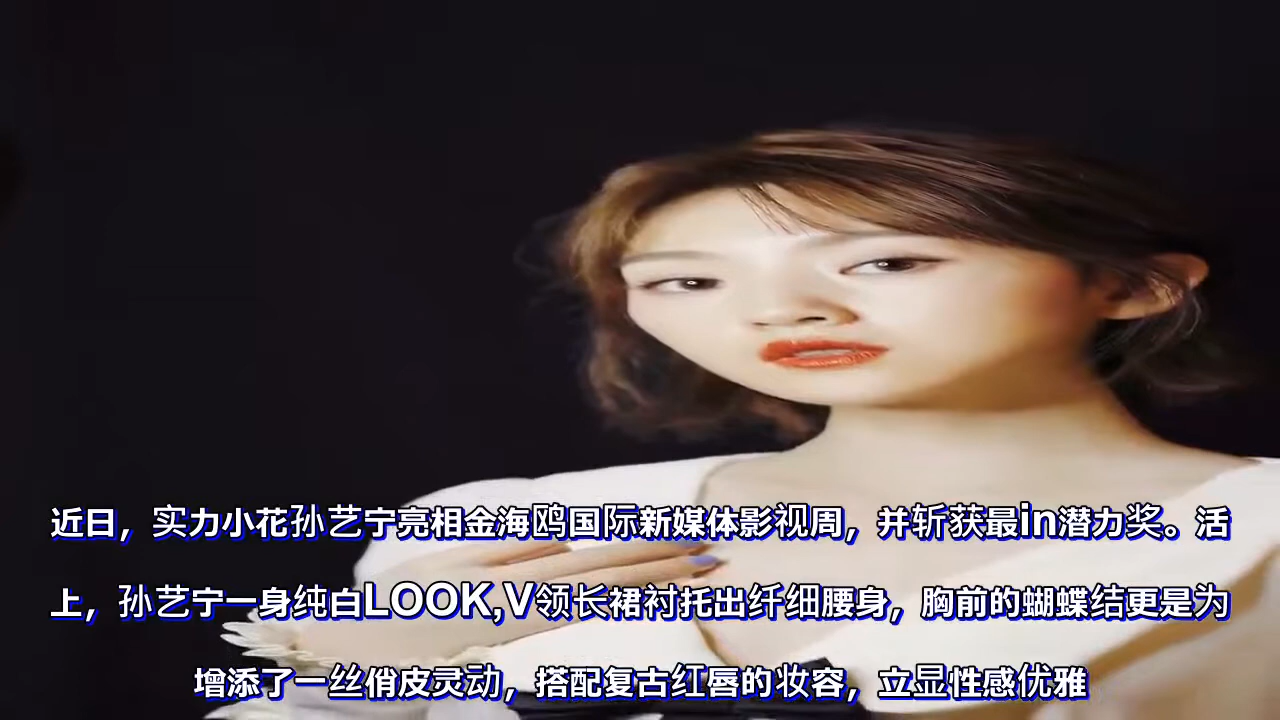 近日，实力小花孙艺宁亮相金海鸥国际新媒体影视周，并斩获最in潜力奖。活
上，孙艺宁一身纯白LOOK,V领长裙衬托出纤细腰身，胸前的蝴蝶结更是为
增添了一丝俏皮灵动，搭配复古红唇的妆容，立显性感优雅